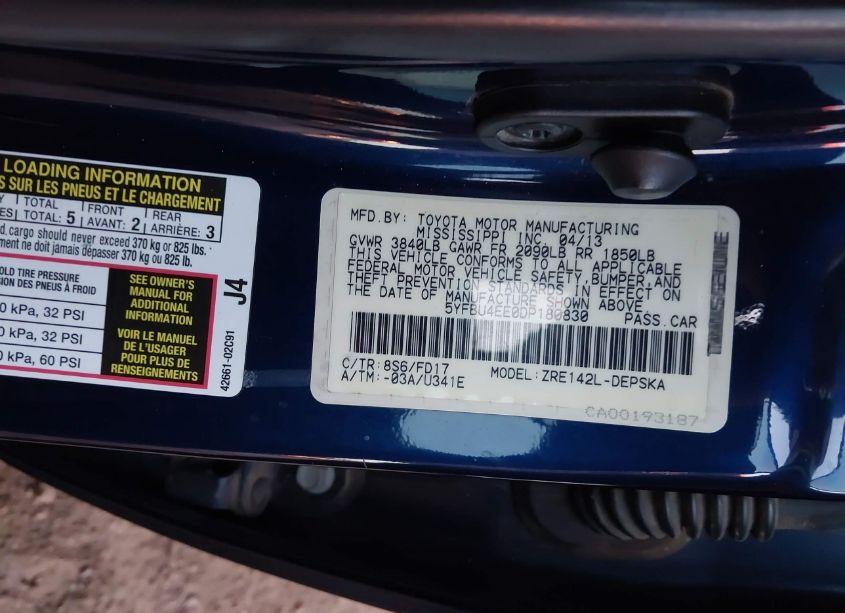 LOADING INFORMATION
S SUR LES PNEUS ET LE CHARGEMENT
TOTAL FRONT REAR
TOTAL: 5 AVANT: 2 ARRIÈRE: 3
cargo should never exceed 370 kg or 825 lbs.
ne doit jamais dépasser 370 kg ou 825 lb.
OLD TIRE PRESSURE
SION DES PNEUS À FROID
0 kPa, 32 PSI
0 kPa, 32 PSI
0 kPa, 60 PSI
SEE OWNER'S
MANUAL FOR
ADDITIONAL
INFORMATION
VOIR LE MANUEL
DE L'USAGER
POUR PLUS DE
RENSEIGNEMENTS
J4
42661-02C91
MFD.BY: TOYOTA MOTOR MANUFACTURING
MISSISSIPPI INC. 04/13
GVWR 3840LB GAWR FR 2090LB RR 1850LB
THIS VEHICLE CONFORMS TO ALL APPLICABLE
FEDERAL MOTOR VEHICLE SAFETY,BUMPER,AND
THEFT PREVENTION STANDARDS IN EFFECT ON
THE DATE OF MANUFACTURE SHOWN ABOVE.
5YFBU4EE0DP180830 PASS.CAR
C/TR:8S6/FD17
A/TM:-03A/U341E MODEL:ZRE142L-DEPSKA
CA00193187